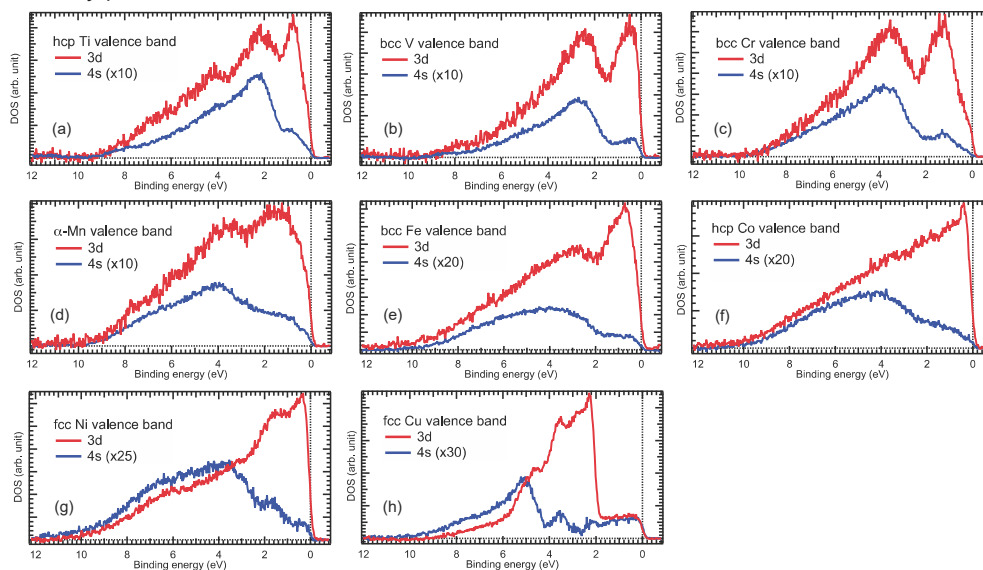 hcp Ti valence band
3d
4s (x10)
(a)
DOS (arb. unit)
12 10 8 6 4 2 0
Binding energy (eV)
bcc V valence band
3d
4s (x10)
(b)
DOS (arb. unit)
12 10 8 6 4 2 0
Binding energy (eV)
bcc Cr valence band
3d
4s (x10)
(c)
DOS (arb. unit)
12 10 8 6 4 2 0
Binding energy (eV)
α-Mn valence band
3d
4s (x10)
(d)
DOS (arb. unit)
12 10 8 6 4 2 0
Binding energy (eV)
bcc Fe valence band
3d
4s (x20)
(e)
DOS (arb. unit)
12 10 8 6 4 2 0
Binding energy (eV)
hcp Co valence band
3d
4s (x20)
(f)
DOS (arb. unit)
12 10 8 6 4 2 0
Binding energy (eV)
fcc Ni valence band
3d
4s (x25)
(g)
DOS (arb. unit)
12 10 8 6 4 2 0
Binding energy (eV)
fcc Cu valence band
3d
4s (x30)
(h)
DOS (arb. unit)
12 10 8 6 4 2 0
Binding energy (eV)